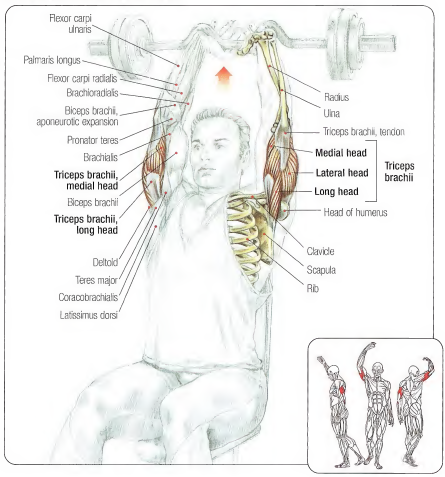 Flexor carpi
ulnaris
Palmaris longus
Flexor carpi radialis
Brachioradialis
Biceps brachii,
aponeurotic expansion
Pronator teres
Brachialis
Triceps brachii,
medial head
Biceps brachii
Triceps brachii,
long head
Deltoid
Teres major
Coracobrachialis
Latissimus dorsi
Radius
Ulna
Triceps brachii, tendon
Medial head
Lateral head
Long head
Triceps
brachii
Head of humerus
Clavicle
Scapula
Rib